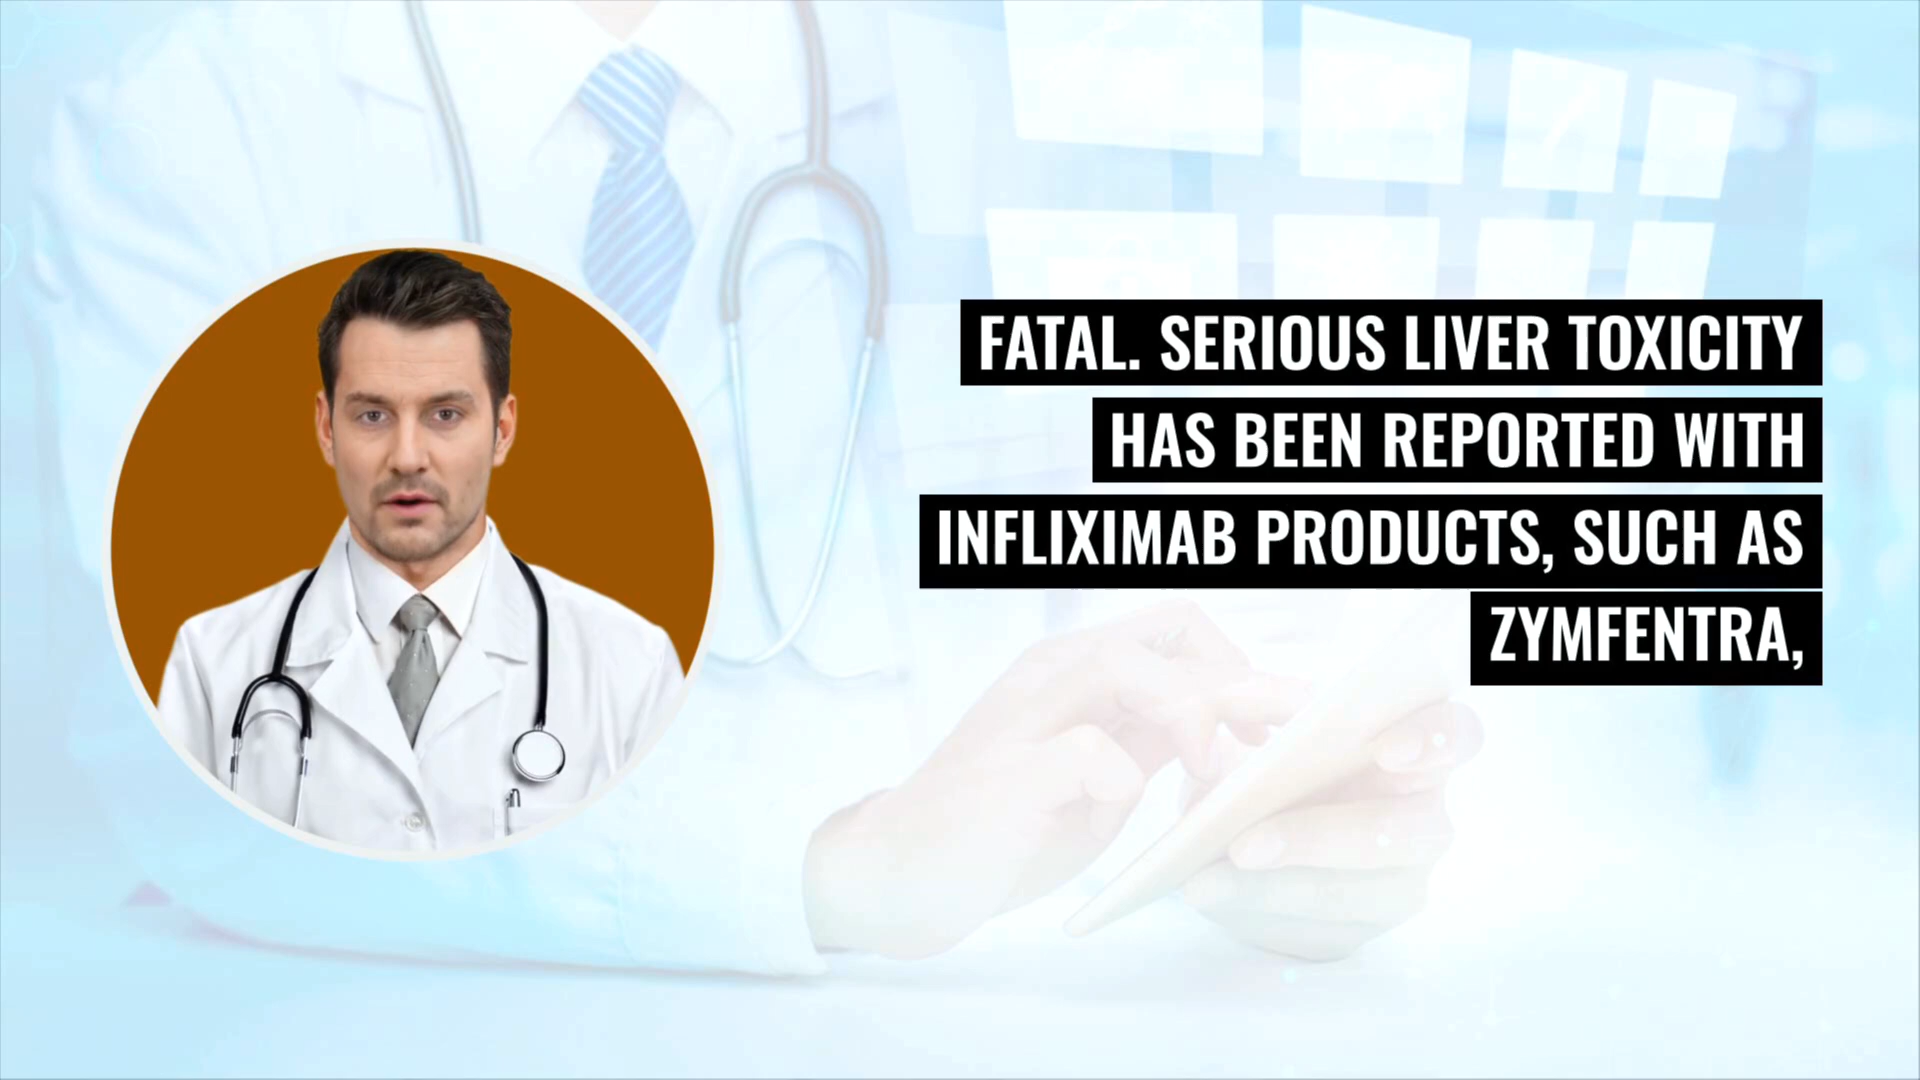 FATAL. SERIOUS LIVER TOXICITY
HAS BEEN REPORTED WITH
INFLIXIMAB PRODUCTS, SUCH AS
ZYMFENTRA,